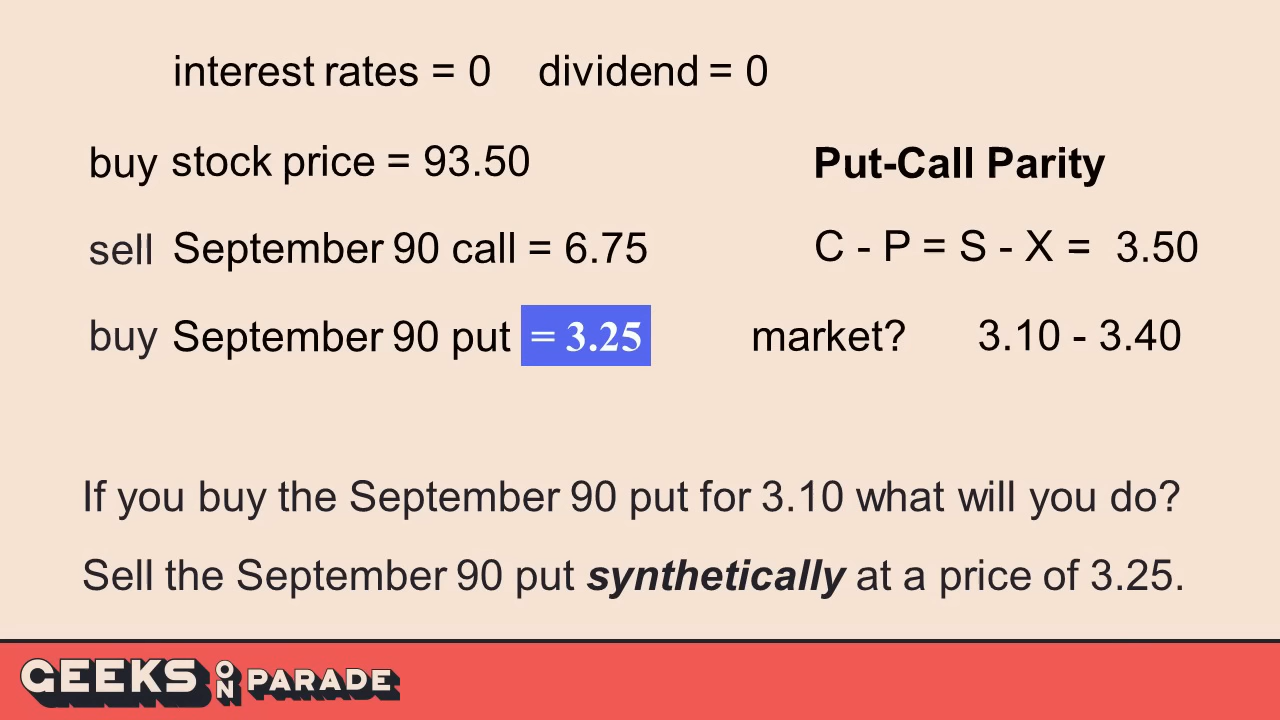 interest rates = 0 dividend = 0
buy stock price = 93.50 Put-Call Parity
sell September 90 call = 6.75 C - P = S - X = 3.50
buy September 90 put = 3.25 market? 3.10 - 3.40
If you buy the September 90 put for 3.10 what will you do?
Sell the September 90 put synthetically at a price of 3.25.
GEEKS ON PARADE